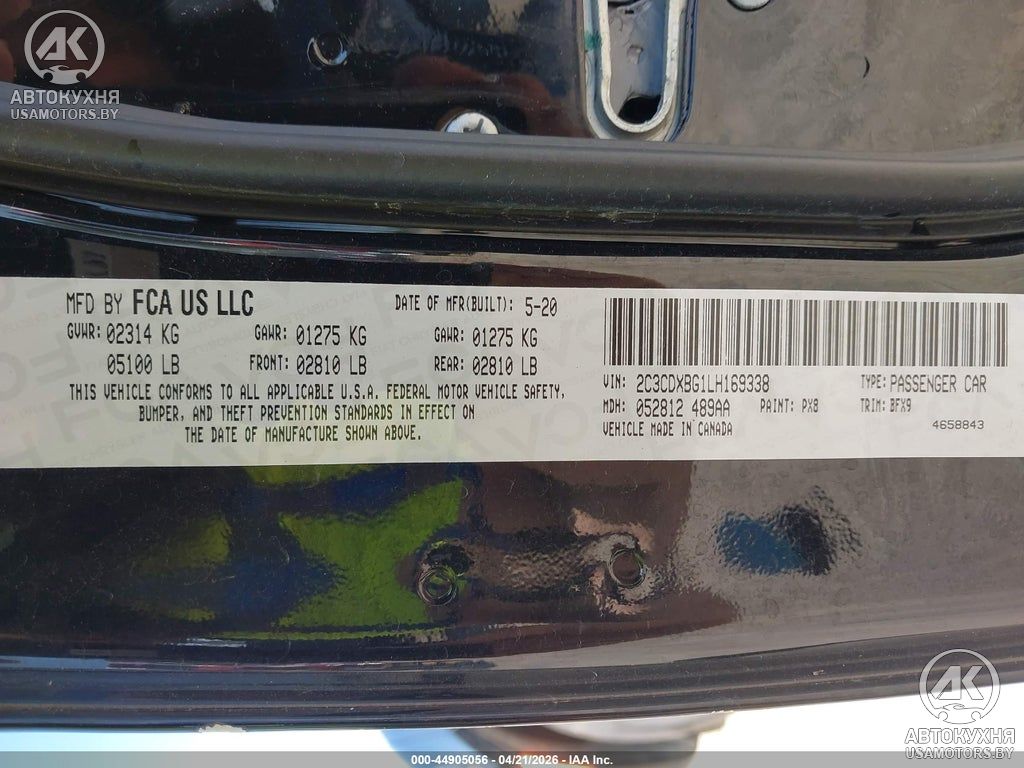 AK
АВТОКУХНЯ
USAMOTORS.BY
MFD BY FCA US LLC
DATE OF MFR(BUILT): 5-20
GVWR: 02314 KG GAWR: 01275 KG GAWR: 01275 KG
05100 LB FRONT: 02810 LB REAR: 02810 LB
THIS VEHICLE CONFORMS TO ALL APPLICABLE U.S.A. FEDERAL MOTOR VEHICLE SAFETY,
BUMPER, AND THEFT PREVENTION STANDARDS IN EFFECT ON
THE DATE OF MANUFACTURE SHOWN ABOVE.
VIN: 2C3CDXBG1LH169338 TYPE: PASSENGER CAR
MDH: 052812 489AA PAINT: PX8 TRIM: BFX9
VEHICLE MADE IN CANADA 4658843
AK
АВТОКУХНЯ
USAMOTORS.BY
000-44905056 - 04/21/2026 - IAA Inc.